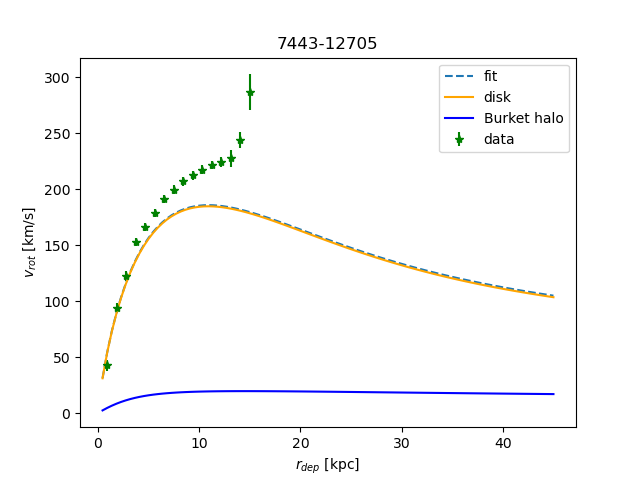 7443-12705
300
250
200
150
100
50
0
v_rot [km/s]
fit
disk
Burket halo
data
0 10 20 30 40
r_dep [kpc]